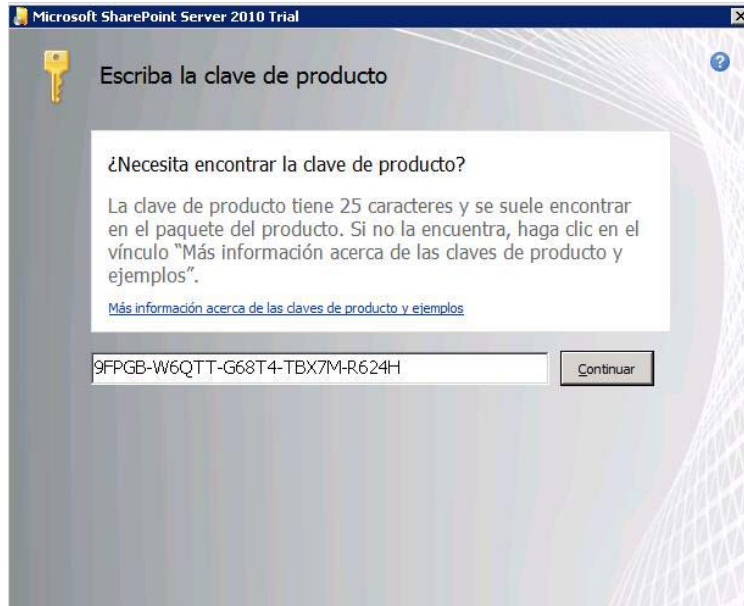 Microsoft SharePoint Server 2010 Trial
Escriba la clave de producto
¿Necesita encontrar la clave de producto?
La clave de producto tiene 25 caracteres y se suele encontrar
en el paquete del producto. Si no la encuentra, haga clic en el
vínculo “Más información acerca de las claves de producto y
ejemplos”.
Más información acerca de las claves de producto y ejemplos
9FPGB-W6QTT-G68T4-TBX7M-R624H
Continuar